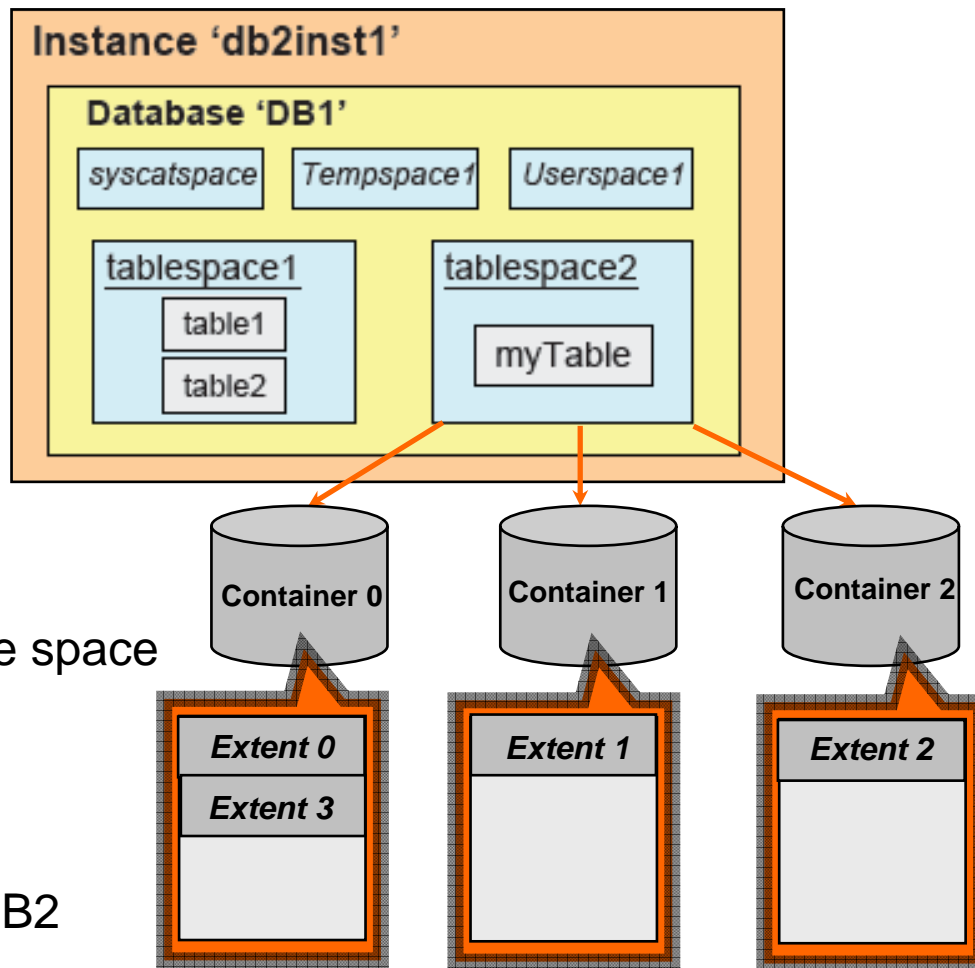 Instance ‘db2inst1’
Database ‘DB1’
syscatspace
Tempspace1
Userspace1
tablespace1
table1
table2
tablespace2
myTable
Container 0
Container 1
Container 2
e space
Extent 0
Extent 3
Extent 1
Extent 2
B2